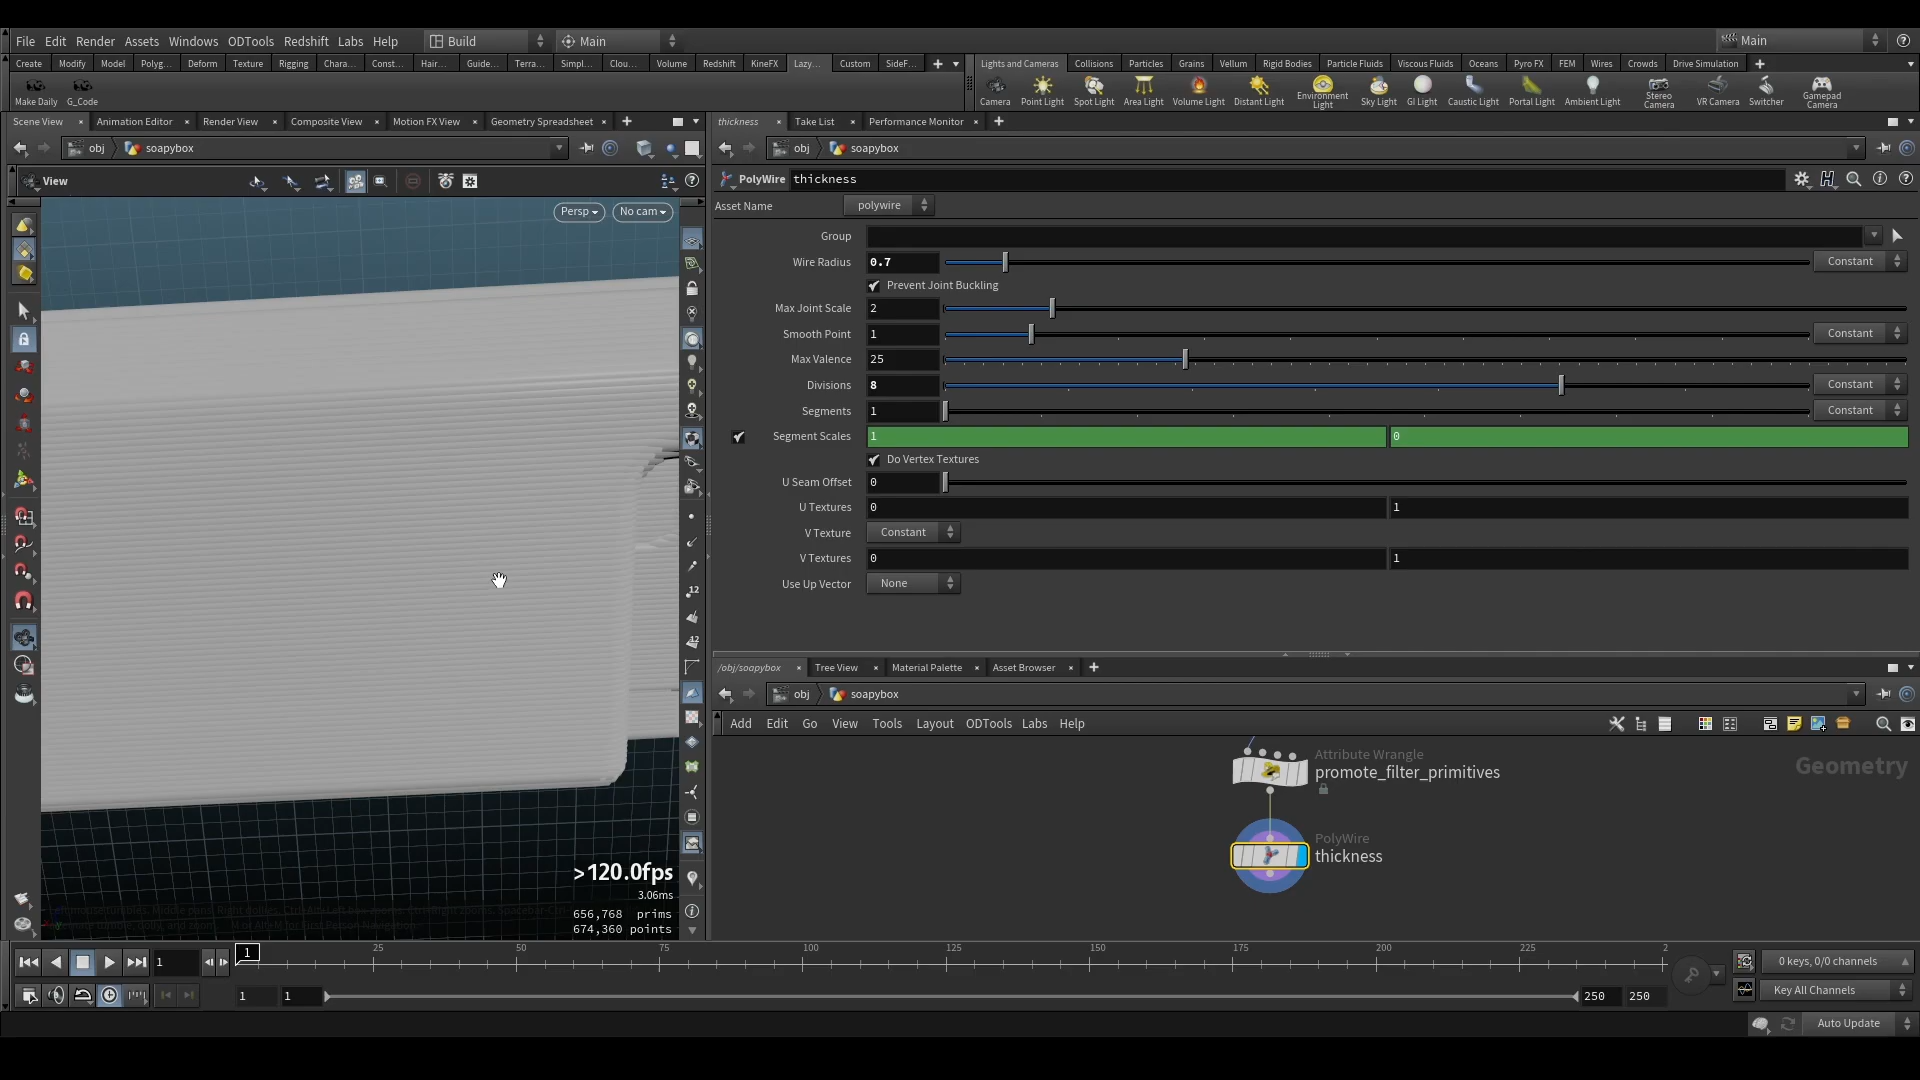 File Edit Render Assets Windows ODTools Redshift Labs Help Build Main Main
Create Modify Model Polyg... Deform Texture Rigging Chara... Const... Hair... Guide... Terra... Simpl... Clou... Volume Redshift KineFX Lazy... Custom SideF...
Lights and Cameras Collisions Particles Grains Vellum Rigid Bodies Particle Fluids Viscous Fluids Oceans Pyro FX FEM Wires Crowds Drive Simulation
Make Daily G_Code
Camera Point Light Spot Light Area Light Volume Light Distant Light Environment Light Sky Light GI Light Caustic Light Portal Light Ambient Light Stereo Camera VR Camera Switcher Gamepad Camera
Scene View Animation Editor Render View Composite View Motion FX View Geometry Spreadsheet
thickness Take List Performance Monitor
obj soapybox
obj soapybox
View
PolyWire thickness
Asset Name polywire
Persp No cam
Group
Wire Radius 0.7 Constant
Prevent Joint Buckling
Max Joint Scale 2
Smooth Point 1 Constant
Max Valence 25
Divisions 8 Constant
Segments 1 Constant
Segment Scales 1 0
Do Vertex Textures
U Seam Offset 0
U Textures 0 1
V Texture Constant
V Textures 0 1
Use Up Vector None
12
12
/obj/soapybox Tree View Material Palette Asset Browser
obj soapybox
Add Edit Go View Tools Layout ODTools Labs Help
Attribute Wrangle
promote_filter_primitives
Geometry
PolyWire
thickness
>120.0fps
3.06ms
656,768 prims
674,360 points
1 1 25 50 75 100 125 150 175 200 225 2
0 keys, 0/0 channels
1 1 250 250
Key All Channels
Auto Update